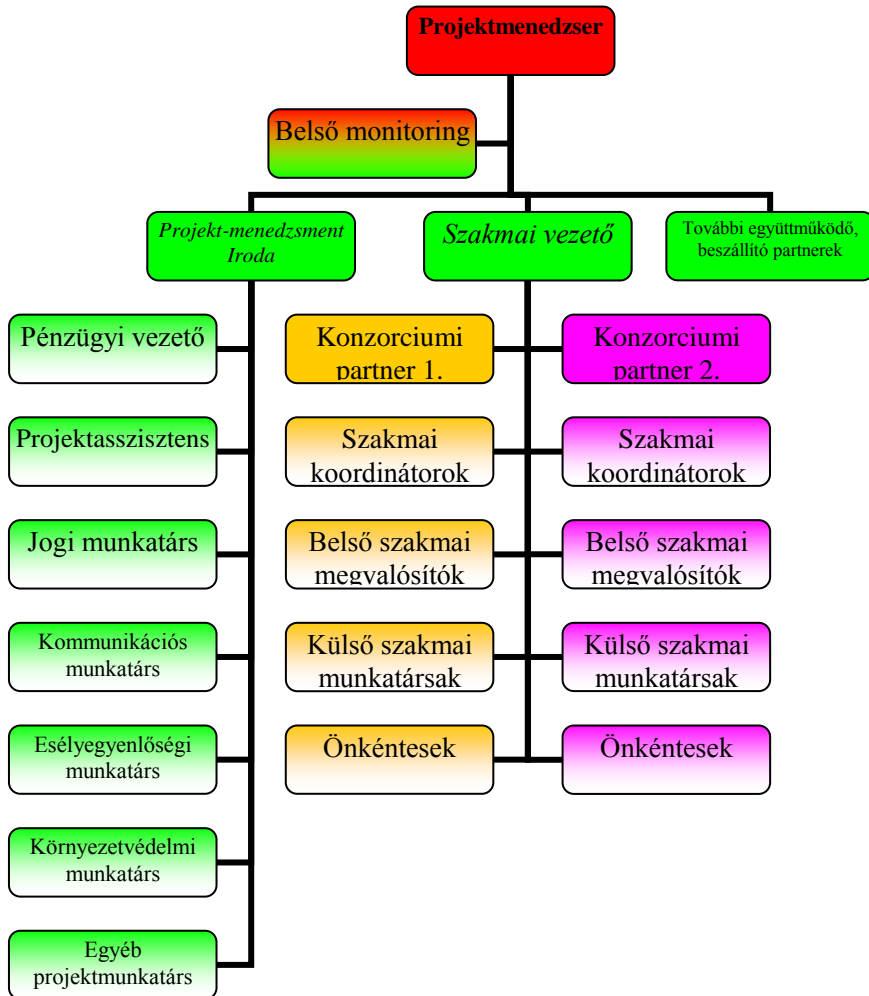 Projektmenedzser
Belső monitoring
Projekt-menedzsment
Iroda
Szakmai vezető
További együttműködő,
beszállító partnerek
Pénzügyi vezető
Konzorciumi
partner 1.
Konzorciumi
partner 2.
Projektasszisztens
Szakmai
koordinátorok
Szakmai
koordinátorok
Jogi munkatárs
Belső szakmai
megvalósítók
Belső szakmai
megvalósítók
Kommunikációs
munkatárs
Külső szakmai
munkatársak
Külső szakmai
munkatársak
Esélyegyenlőségi
munkatárs
Önkéntesek
Önkéntesek
Környezetvédelmi
munkatárs
Egyéb
projektmunkatárs